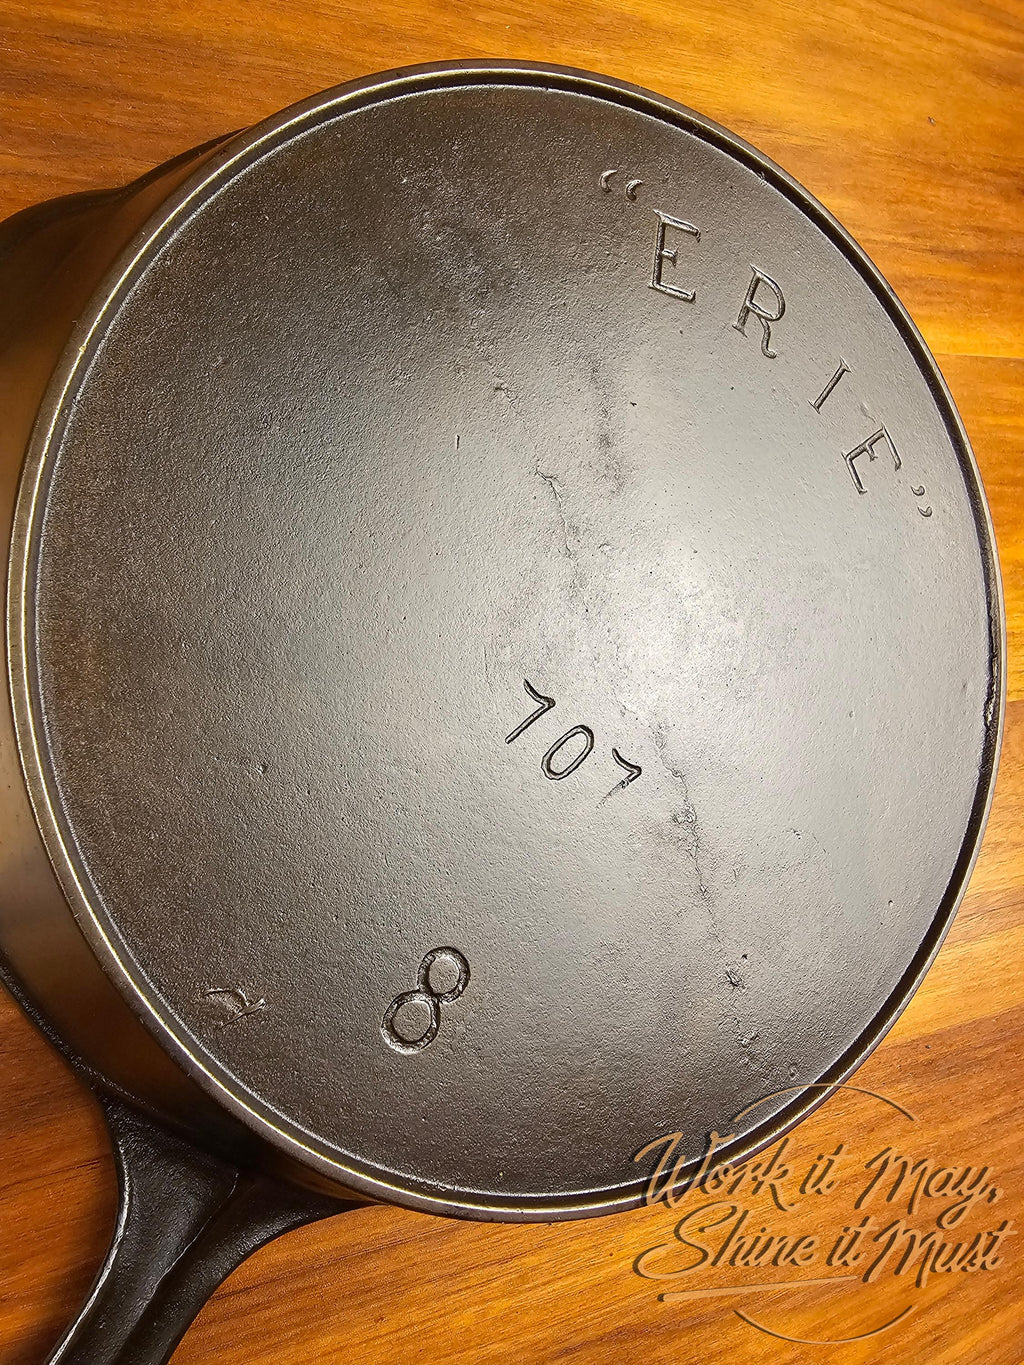 “ERIE”
707
8
Work it May,
Shine it Must